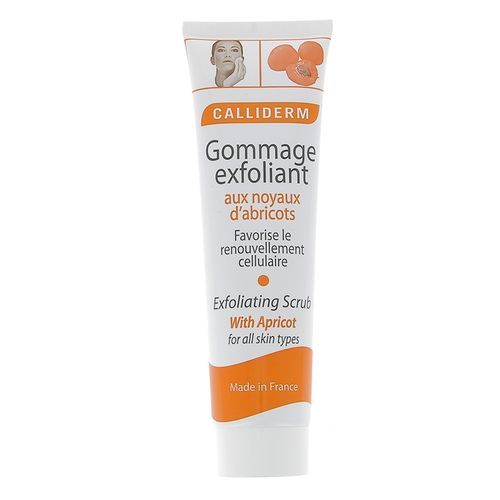 CALLIDERM
Gommage
exfoliant
aux noyaux
d'abricots
Favorise le
renouvellement
cellulaire
Exfoliating Scrub
With Apricot
for all skin types
Made in France